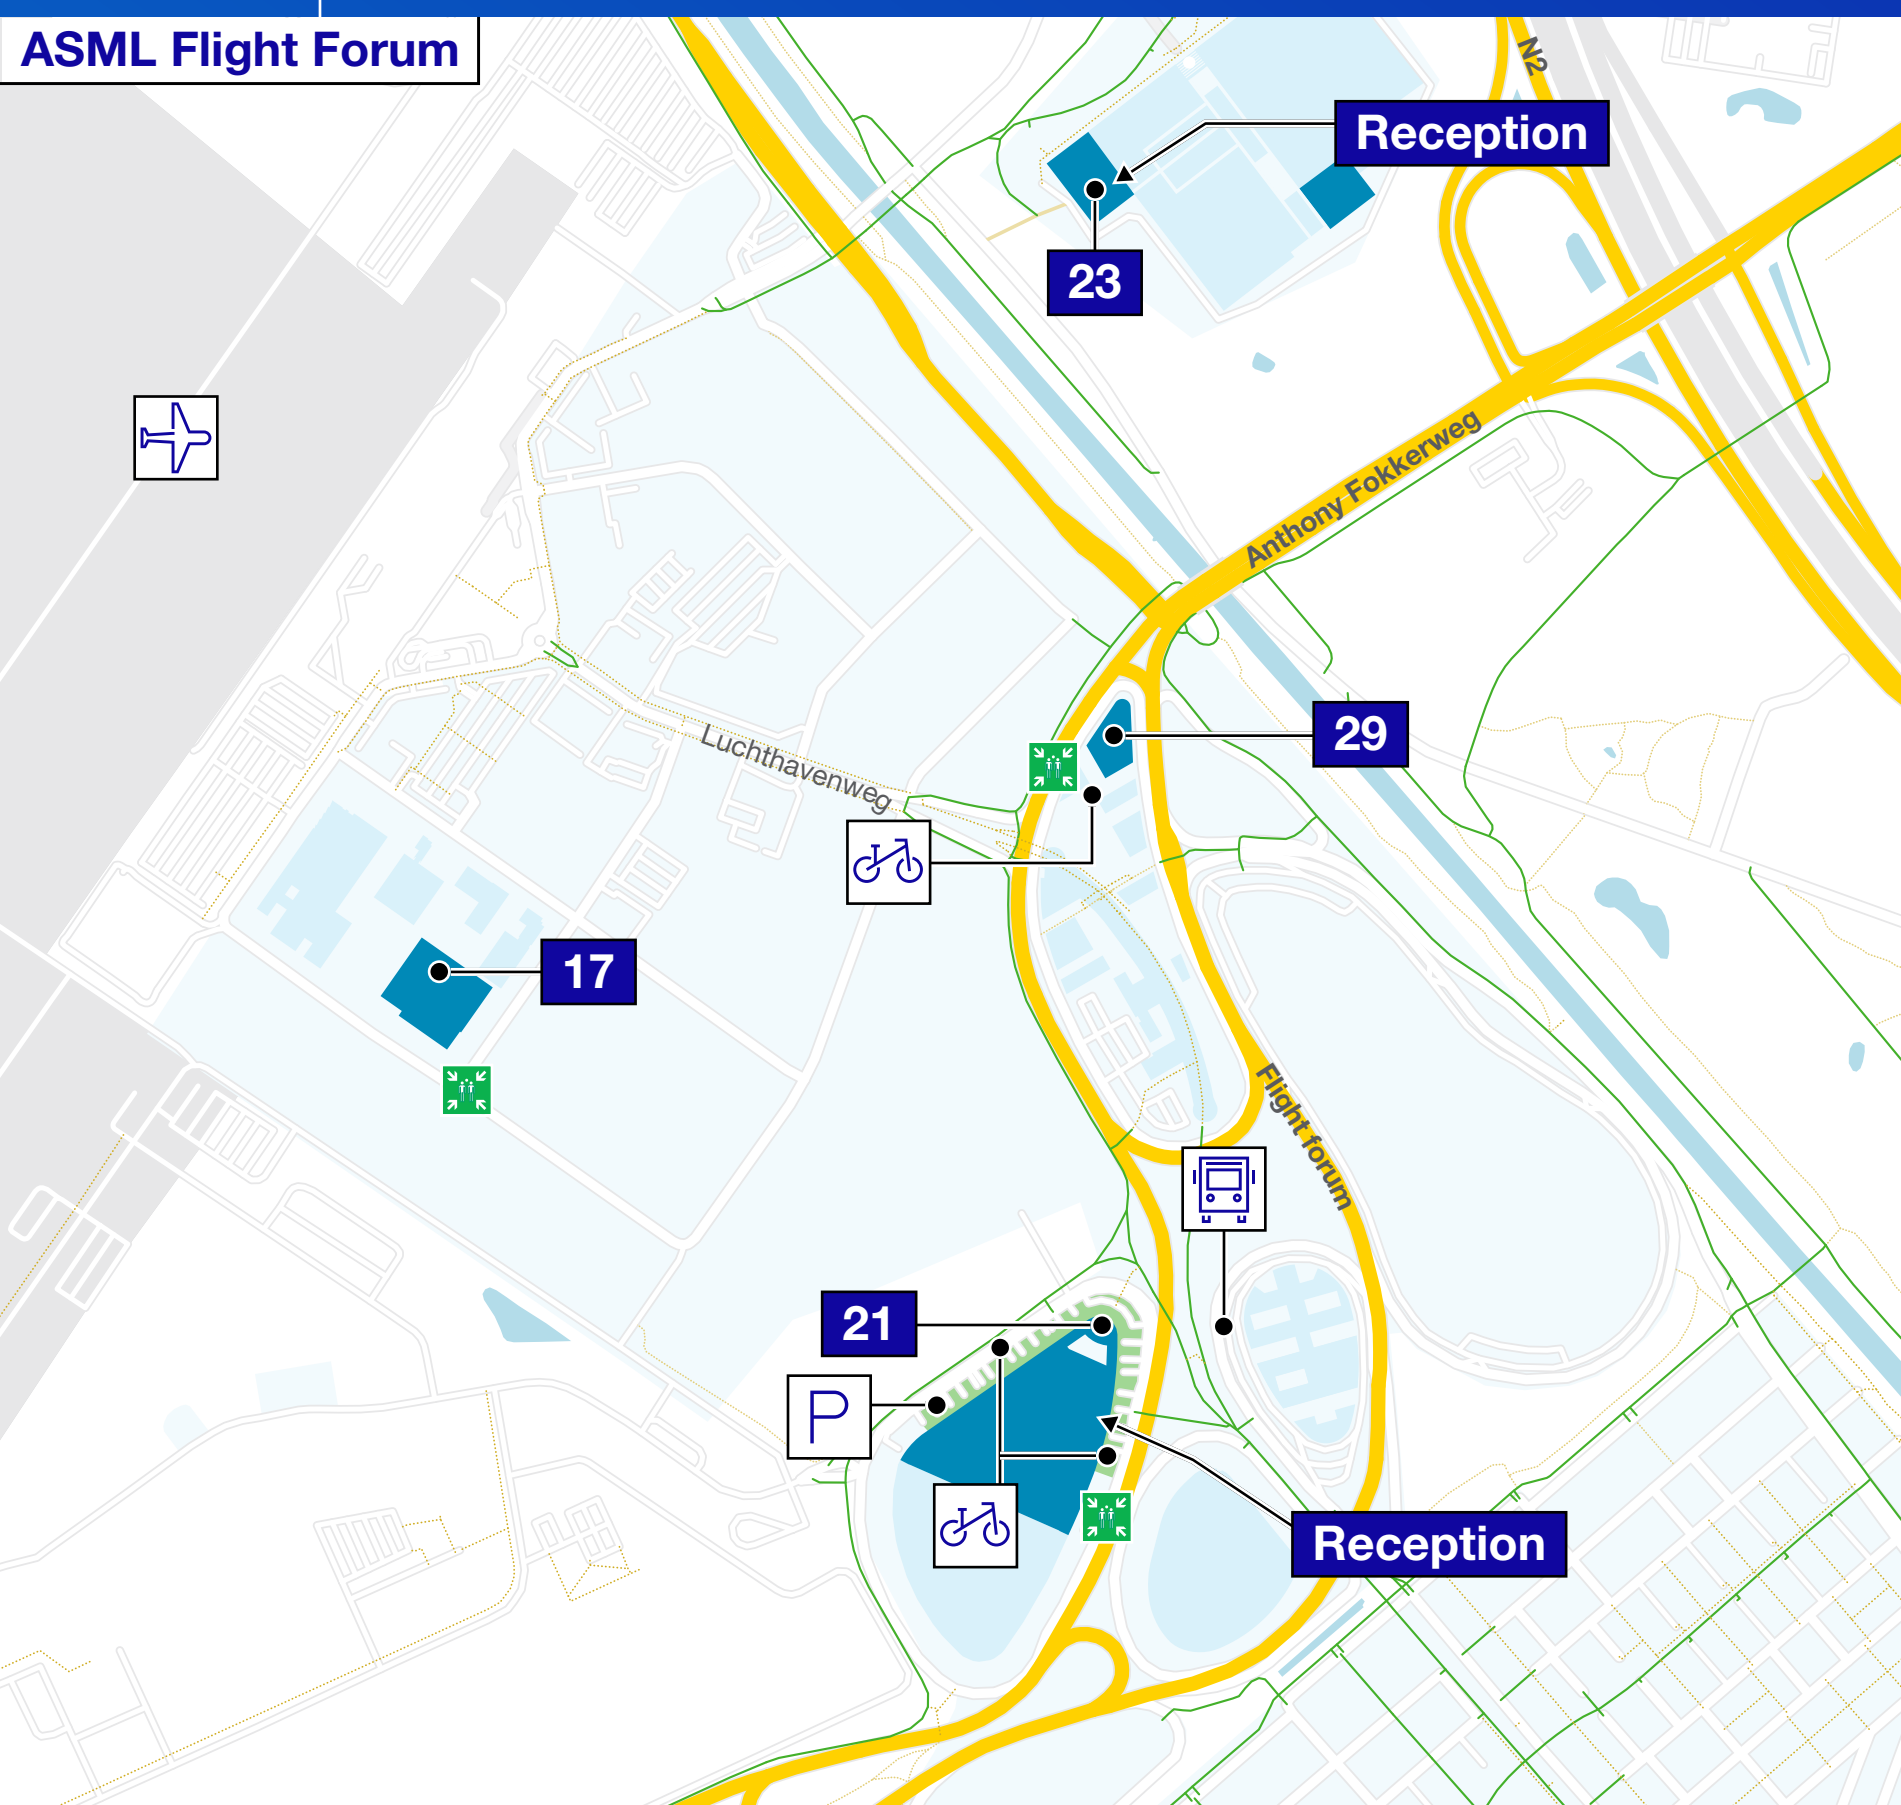 ASML Flight Forum
N2
Reception
23
Anthony Fokkerweg
29
Luchthavenweg
17
Flight forum
21
P
Reception